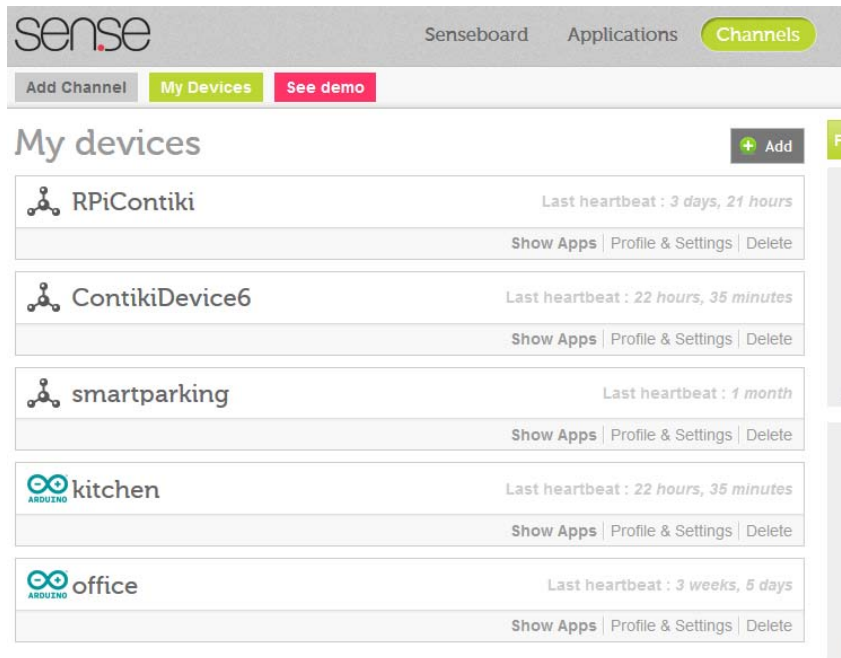 sen.se
Senseboard Applications Channels
Add Channel My Devices See demo
My devices
Add
RPiContiki Last heartbeat : 3 days, 21 hours
Show Apps | Profile & Settings | Delete
ContikiDevice6 Last heartbeat : 22 hours, 35 minutes
Show Apps | Profile & Settings | Delete
smartparking Last heartbeat : 1 month
Show Apps | Profile & Settings | Delete
ARDUINO kitchen Last heartbeat : 22 hours, 35 minutes
Show Apps | Profile & Settings | Delete
ARDUINO office Last heartbeat : 3 weeks, 5 days
Show Apps | Profile & Settings | Delete